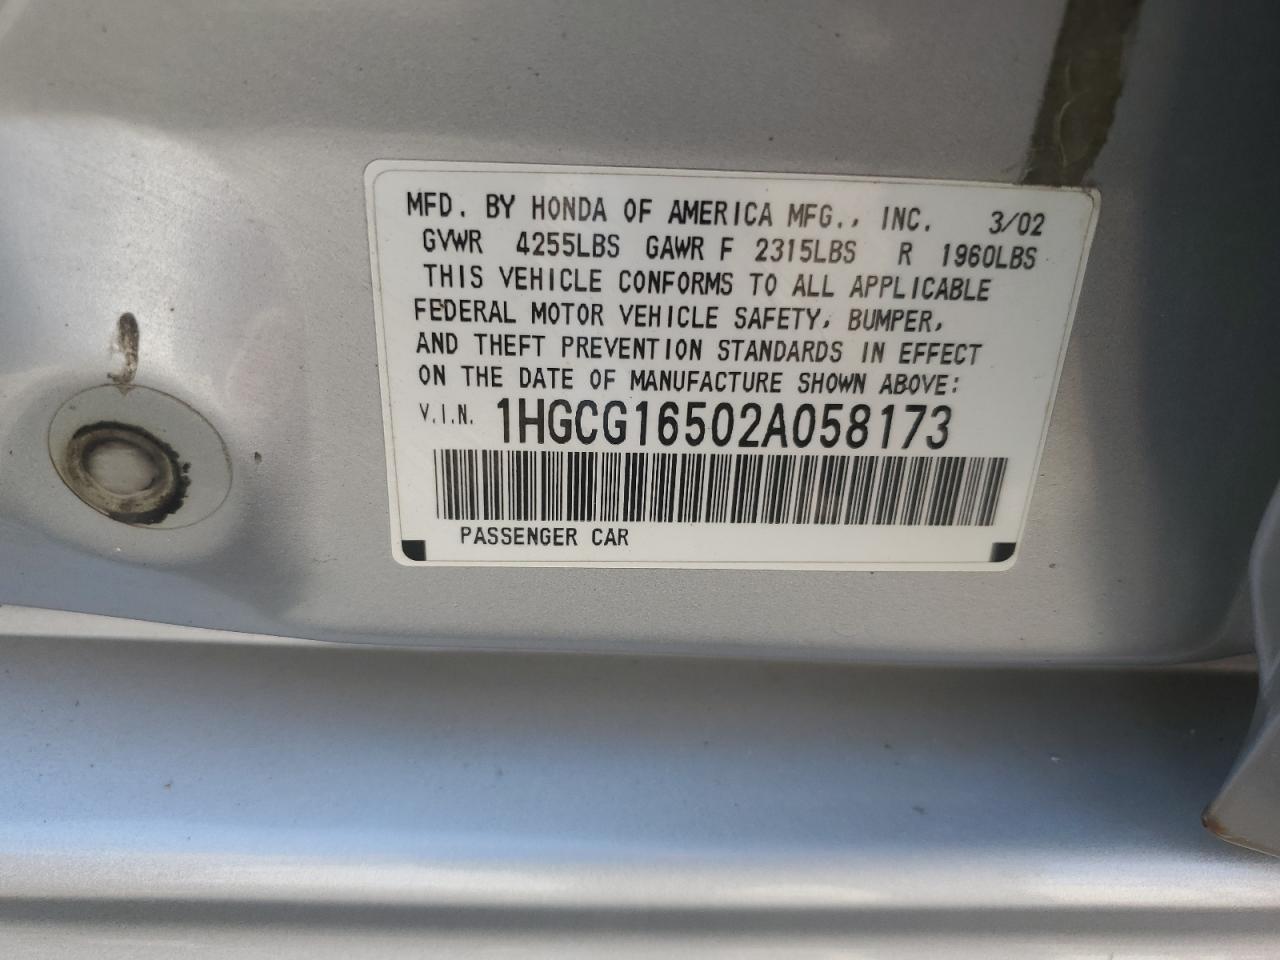 MFD. BY HONDA OF AMERICA MFG., INC. 3/02
GVWR 4255LBS GAWR F 2315LBS R 1960LBS
THIS VEHICLE CONFORMS TO ALL APPLICABLE
FEDERAL MOTOR VEHICLE SAFETY, BUMPER,
AND THEFT PREVENTION STANDARDS IN EFFECT
ON THE DATE OF MANUFACTURE SHOWN ABOVE:
V.I.N. 1HGCG16502A058173
PASSENGER CAR